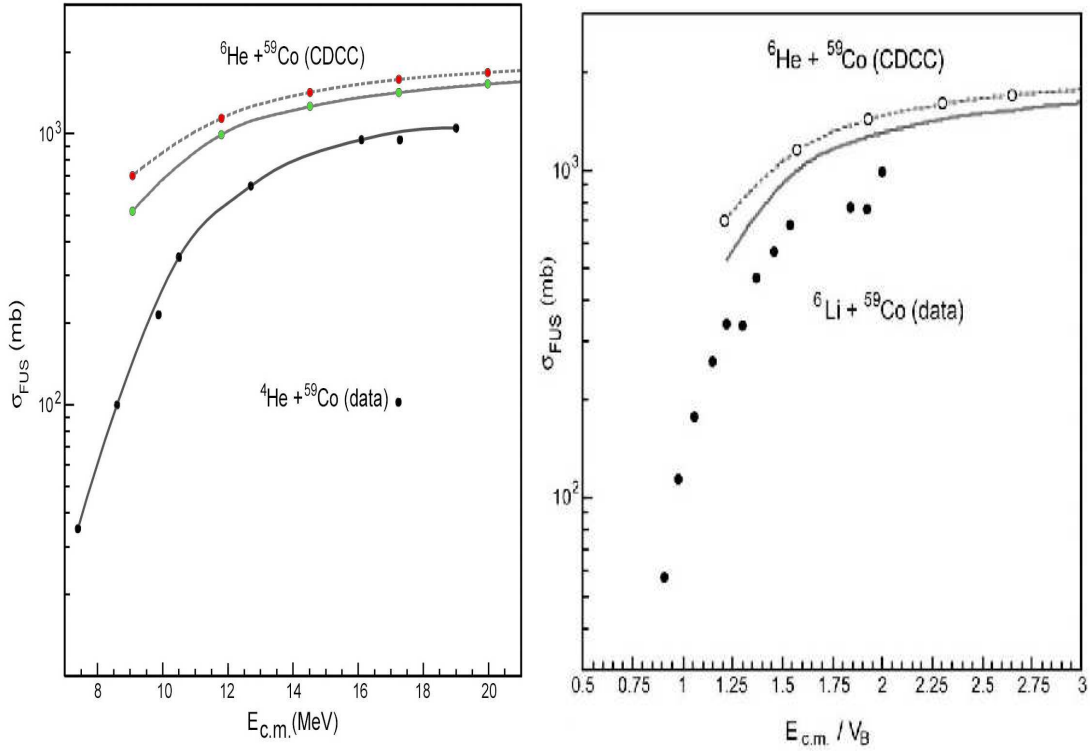 ⁶He + ⁵⁹Co (CDCC)
10³
σFUS (mb)
10²
⁴He + ⁵⁹Co (data)
8 10 12 14 16 18 20
Ec.m.(MeV)
⁶He + ⁵⁹Co (CDCC)
10³
σFUS (mb)
⁶Li + ⁵⁹Co (data)
10²
0.5 0.75 1 1.25 1.5 1.75 2 2.25 2.5 2.75 3
Ec.m. / VB